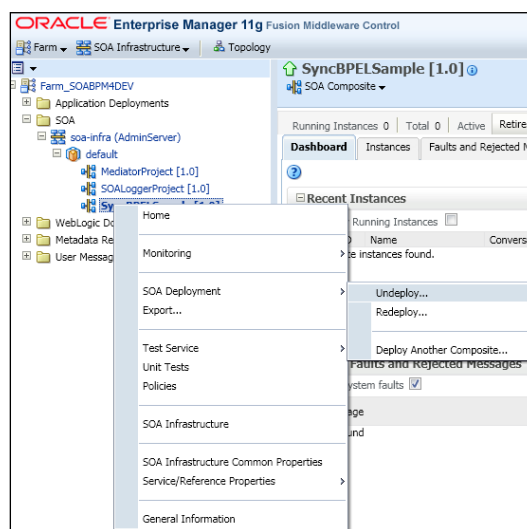 ORACLE Enterprise Manager 11g Fusion Middleware Control
Farm SOA Infrastructure Topology
Farm_SOABPM4DEV
Application Deployments
SOA
soa-infra (AdminServer)
default
MediatorProject [1.0]
SOALoggerProject [1.0]
WebLogic Do
Metadata Re
User Messag
SyncBPELSample [1.0]
SOA Composite
Running Instances 0 Total 0 Active Retire
Dashboard Instances Faults and Rejected M
Recent Instances
Running Instances
Name Convers
instances found.
Home
Monitoring
SOA Deployment
Export...
Test Service
Unit Tests
Policies
SOA Infrastructure
SOA Infrastructure Common Properties
Service/Reference Properties
General Information
Undeploy...
Redeploy...
Deploy Another Composite...
Faults and Rejected Messages
ystem faults
age
und